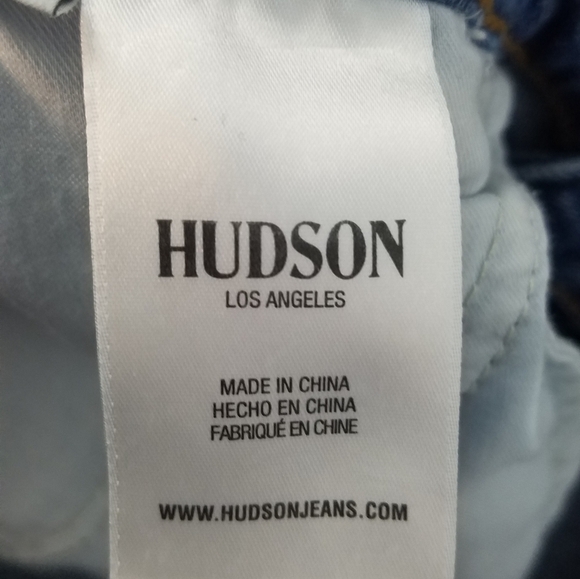 HUDSON
LOS ANGELES
MADE IN CHINA
HECHO EN CHINA
FABRIQUÉ EN CHINE
WWW.HUDSONJEANS.COM